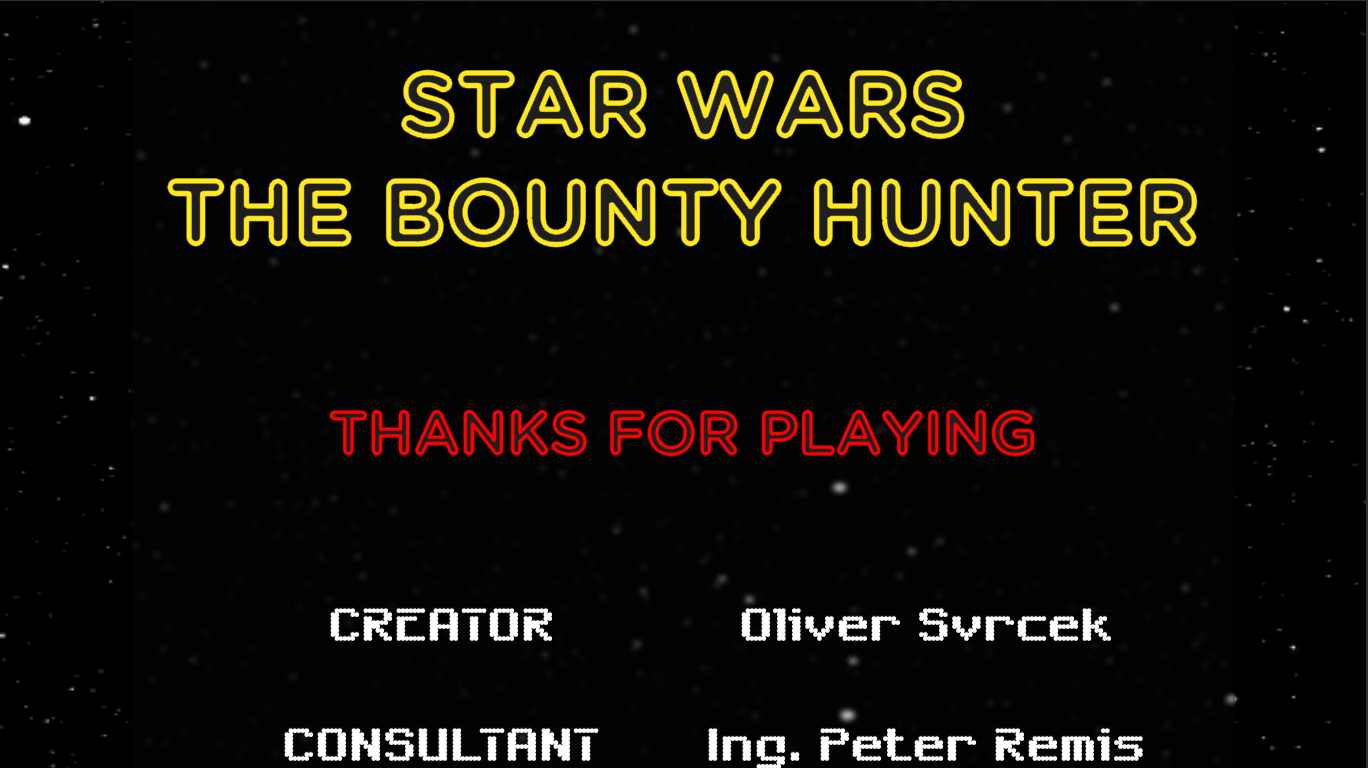 STAR WARS
THE BOUNTY HUNTER
THANKS FOR PLAYING
CREATOR Oliver Svrcek
CONSULTANT Ing. Peter Remis